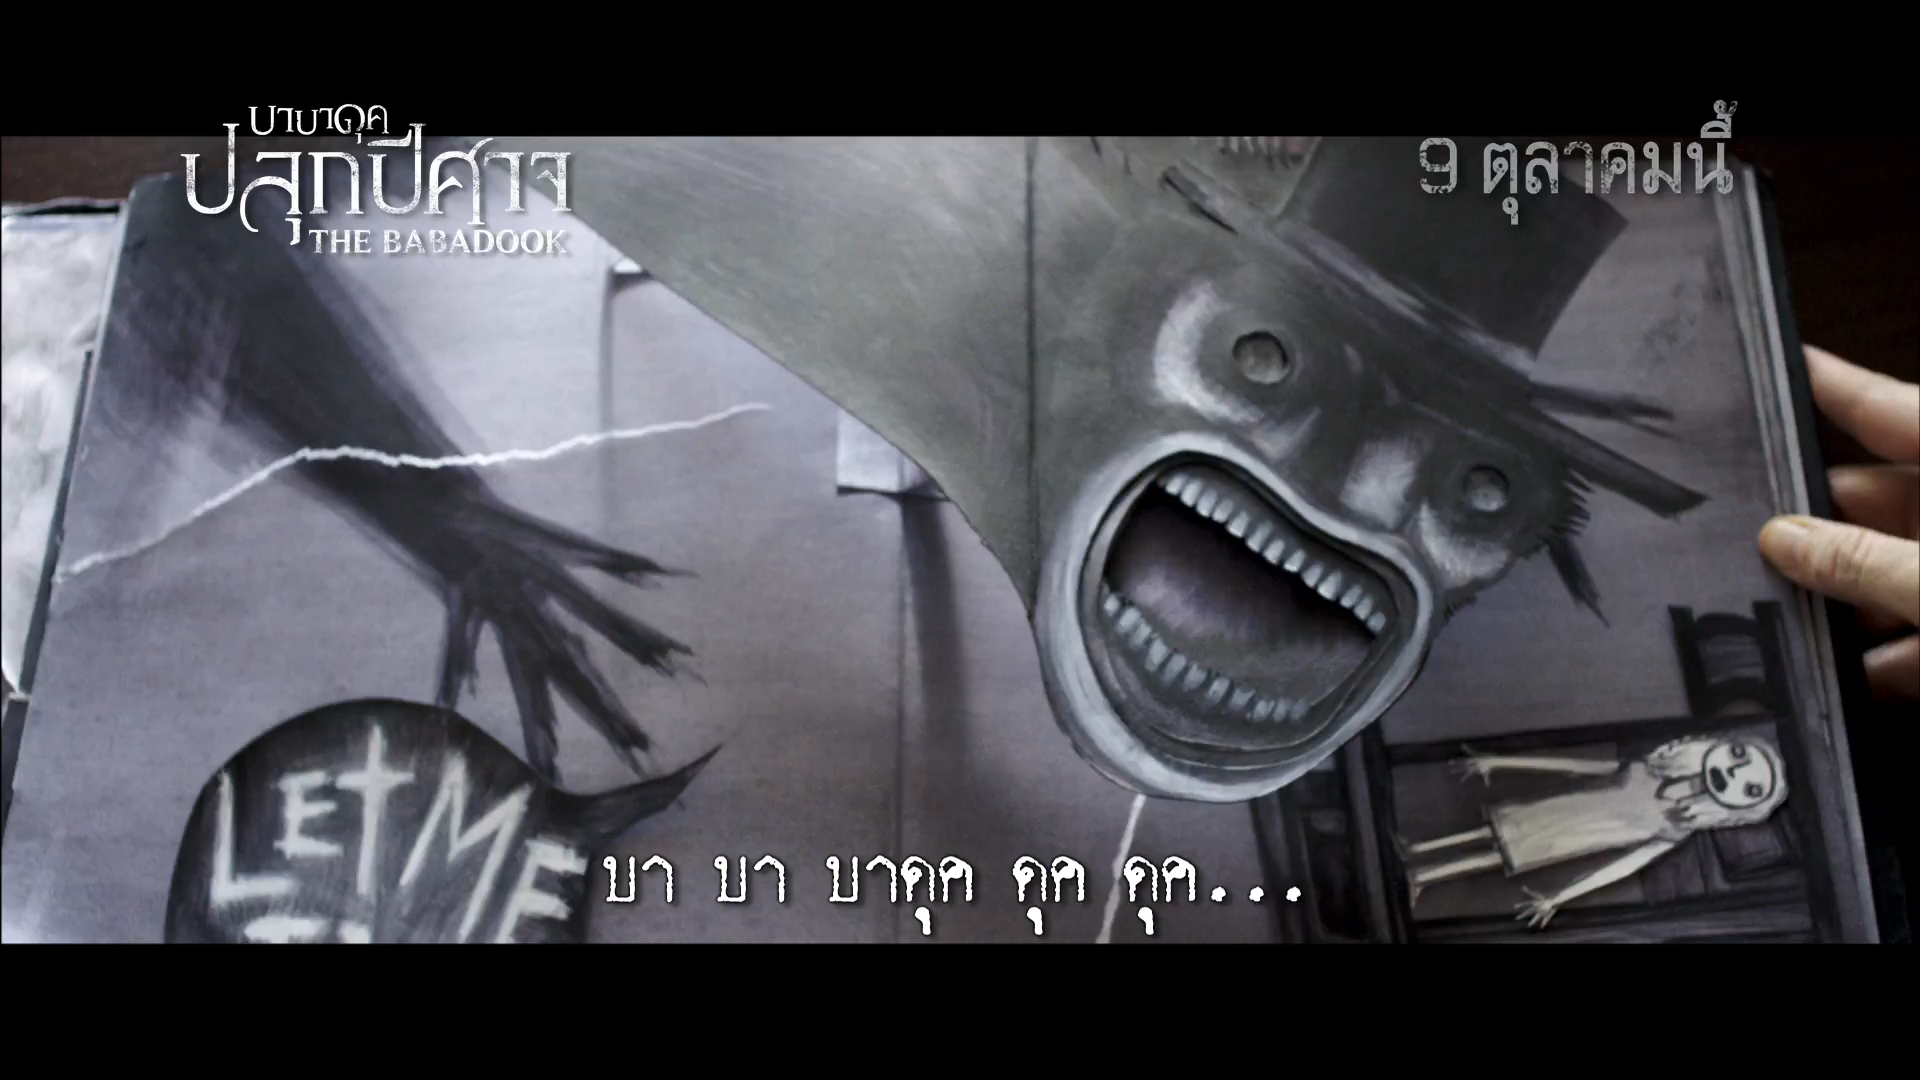 บาบาดุค
ปลุกปีศาจ
THE BABADOOK
9 ตุลาคมนี้
LET ME
บา บา บาดุค ดุค ดุค...